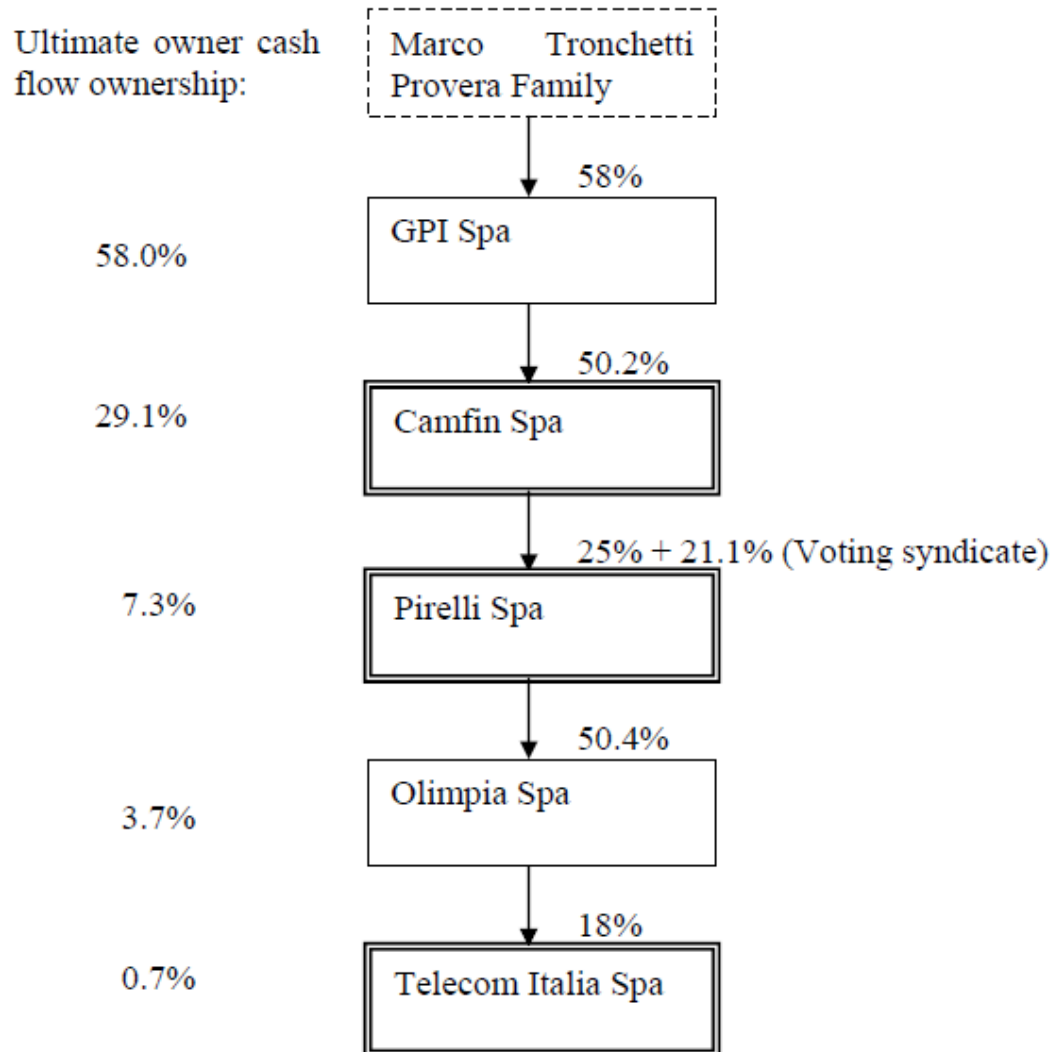 Ultimate owner cash
flow ownership:
Marco Tronchetti
Provera Family
58%
GPI Spa
58.0%
50.2%
Camfin Spa
29.1%
25% + 21.1% (Voting syndicate)
Pirelli Spa
7.3%
50.4%
Olimpia Spa
3.7%
18%
Telecom Italia Spa
0.7%